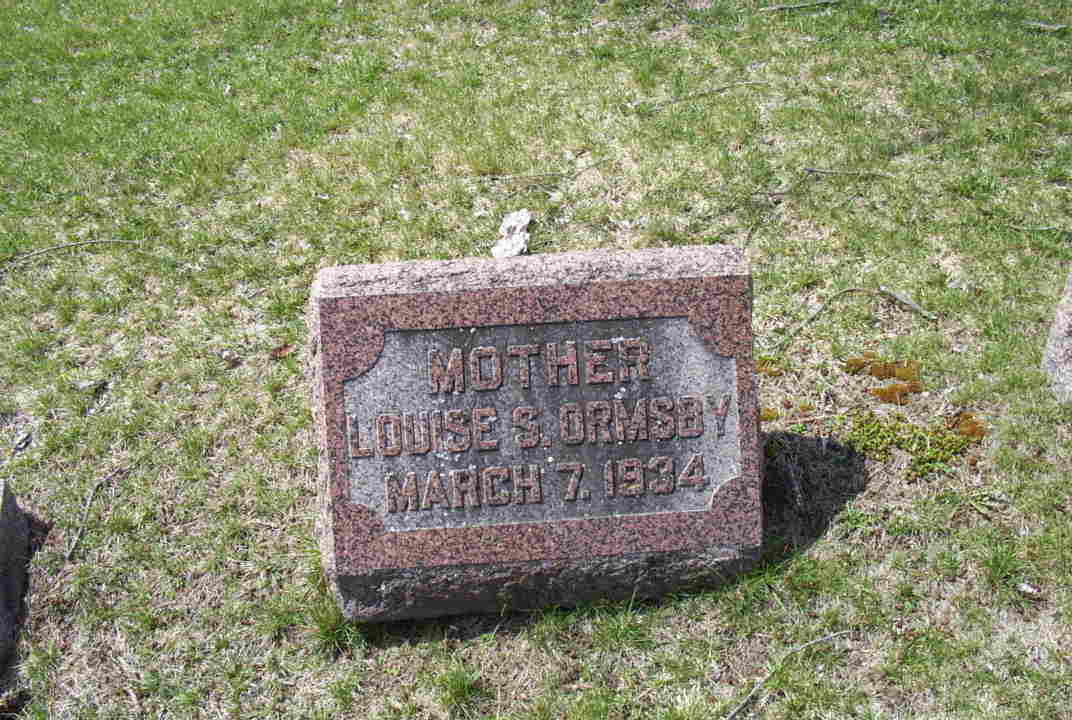 MOTHER
LOUISE S. ORMSBY
MARCH 7, 1934